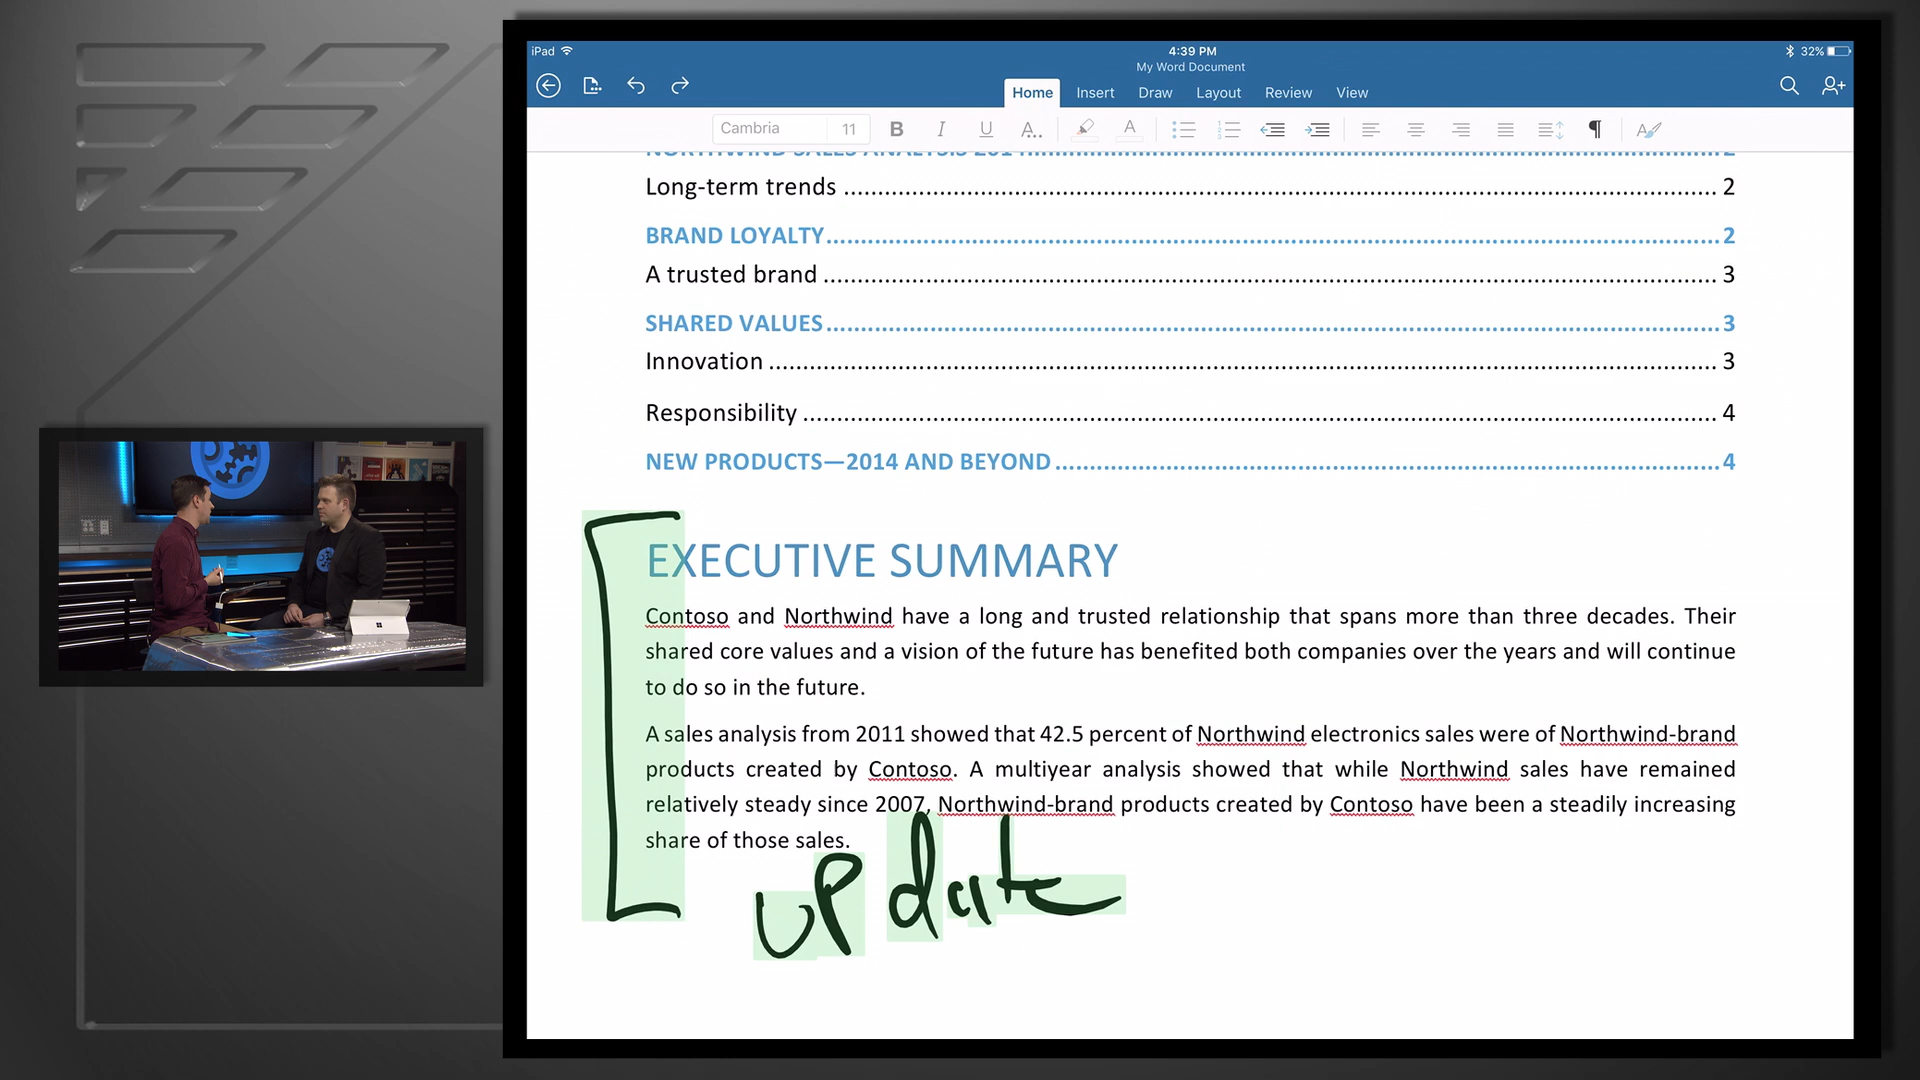 iPad 4:39 PM 32%
My Word Document
Home Insert Draw Layout Review View
Cambria 11 B I U A... A
NORTHWIND SALES ANALYSIS 201 2
Long-term trends 2
BRAND LOYALTY 2
A trusted brand 3
SHARED VALUES 3
Innovation 3
Responsibility 4
NEW PRODUCTS—2014 AND BEYOND 4
EXECUTIVE SUMMARY
Contoso and Northwind have a long and trusted relationship that spans more than three decades. Their
shared core values and a vision of the future has benefited both companies over the years and will continue
to do so in the future.
A sales analysis from 2011 showed that 42.5 percent of Northwind electronics sales were of Northwind-brand
products created by Contoso. A multiyear analysis showed that while Northwind sales have remained
relatively steady since 2007, Northwind-brand products created by Contoso have been a steadily increasing
share of those sales.
update